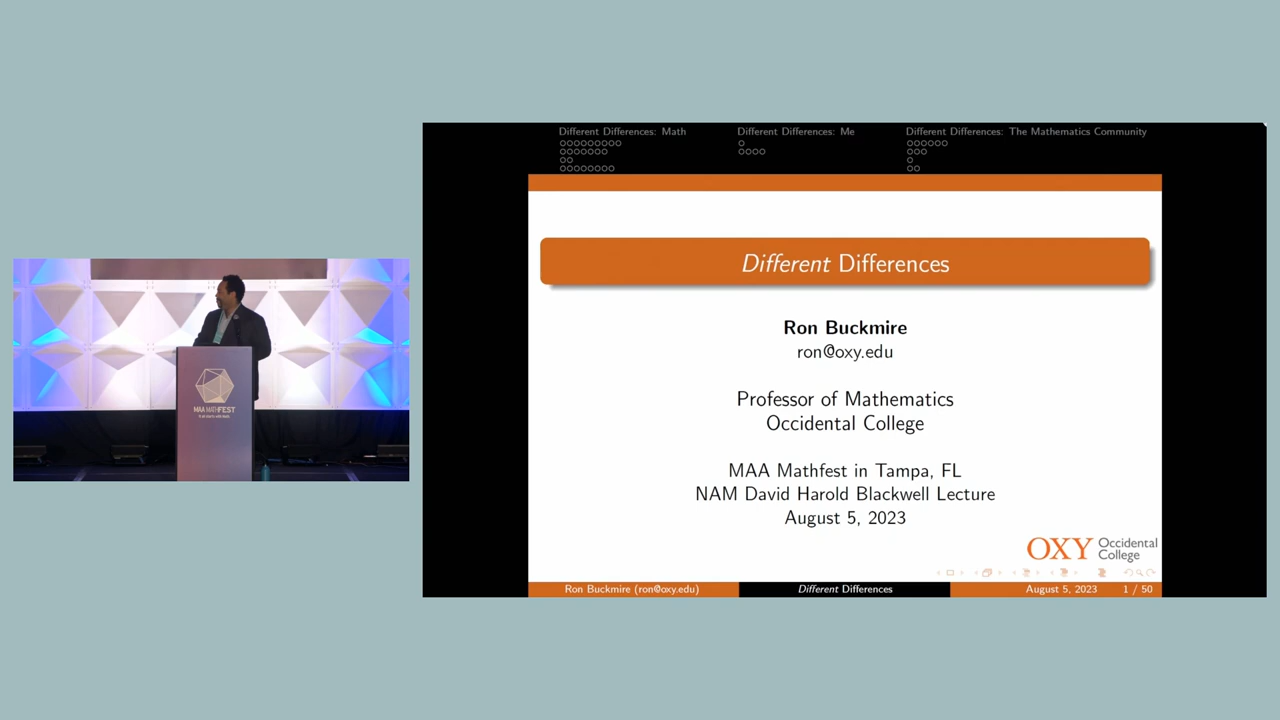 Different Differences: Math
Different Differences: Me
Different Differences: The Mathematics Community
Different Differences
Ron Buckmire
ron@oxy.edu
Professor of Mathematics
Occidental College
MAA Mathfest in Tampa, FL
NAM David Harold Blackwell Lecture
August 5, 2023
OXY Occidental
College
Ron Buckmire (ron@oxy.edu)
Different Differences
August 5, 2023
1 / 50
MAA MATHFEST